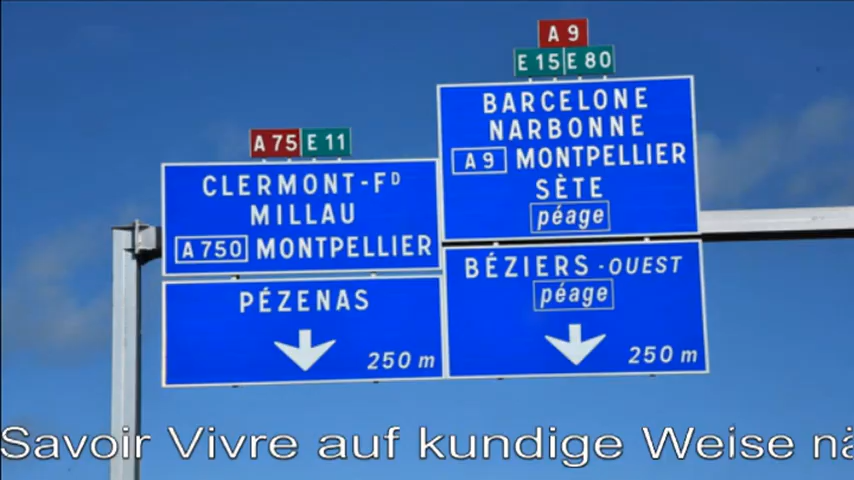 A 75 E 11
CLERMONT-Fᴰ
MILLAU
A 750 MONTPELLIER
PÉZENAS
250 m
A 9
E 15 E 80
BARCELONE
NARBONNE
A 9 MONTPELLIER
SÈTE
péage
BÉZIERS-OUEST
péage
250 m
Savoir Vivre auf kundige Weise